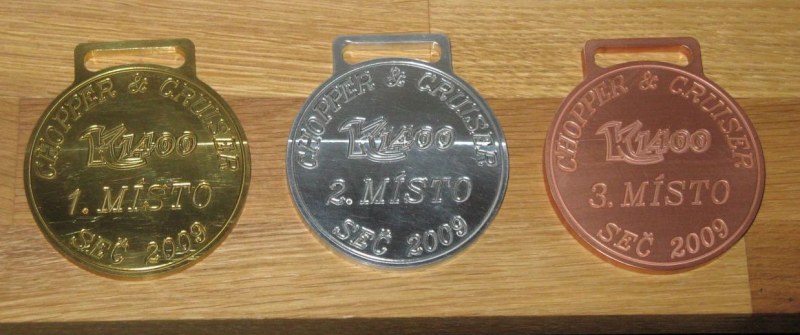 CHOPPER & CRUISER
K1400
1. MÍSTO
SEČ 2009
CHOPPER & CRUISER
K1400
2. MÍSTO
SEČ 2009
CHOPPER & CRUISER
K1400
3. MÍSTO
SEČ 2009